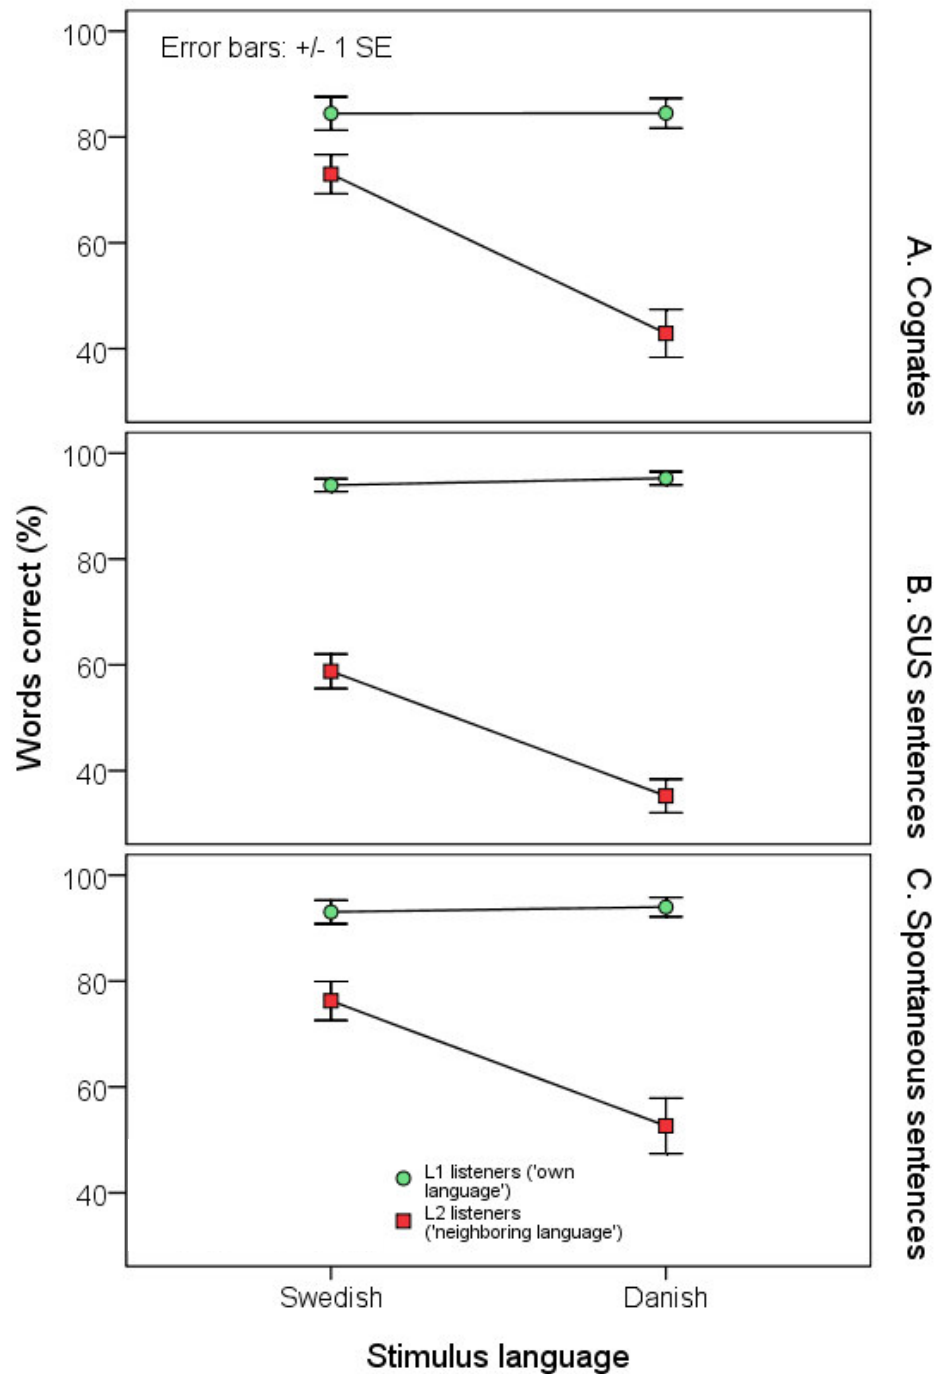 Error bars: +/- 1 SE
100
80
60
40
A. Cognates
100
80
60
40
B. SUS sentences
Words correct (%)
100
80
60
40
C. Spontaneous sentences
L1 listeners ('own
language')
L2 listeners
('neighboring language')
Swedish
Danish
Stimulus language